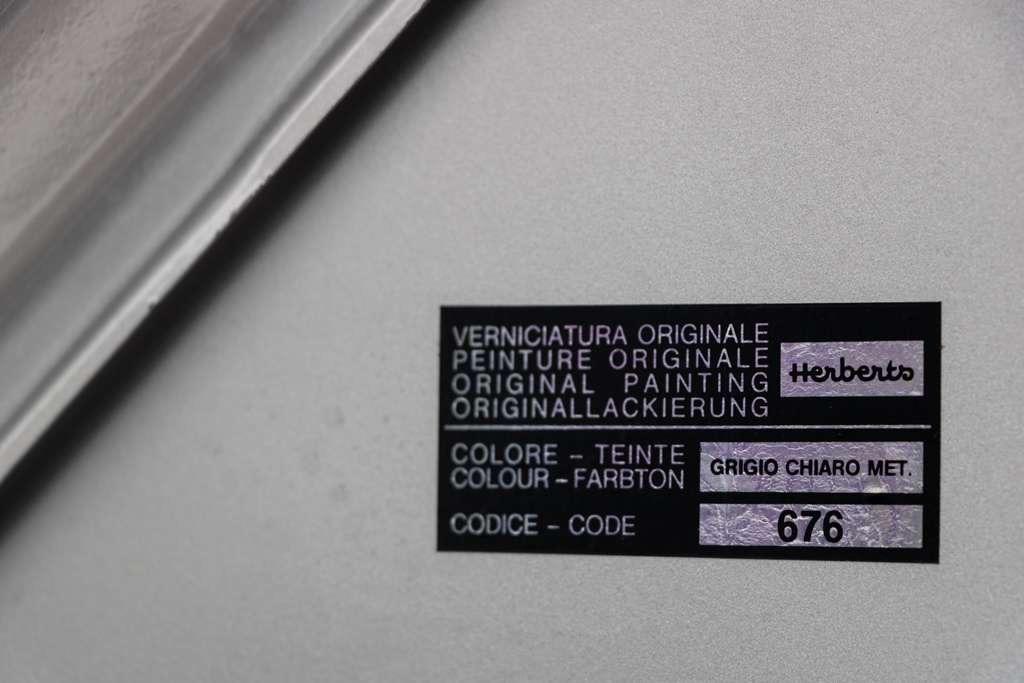 VERNICIATURA ORIGINALE
PEINTURE ORIGINALE
ORIGINAL PAINTING
ORIGINALLACKIERUNG
Herberts
COLORE - TEINTE
COLOUR - FARBTON
GRIGIO CHIARO MET.
CODICE - CODE
676